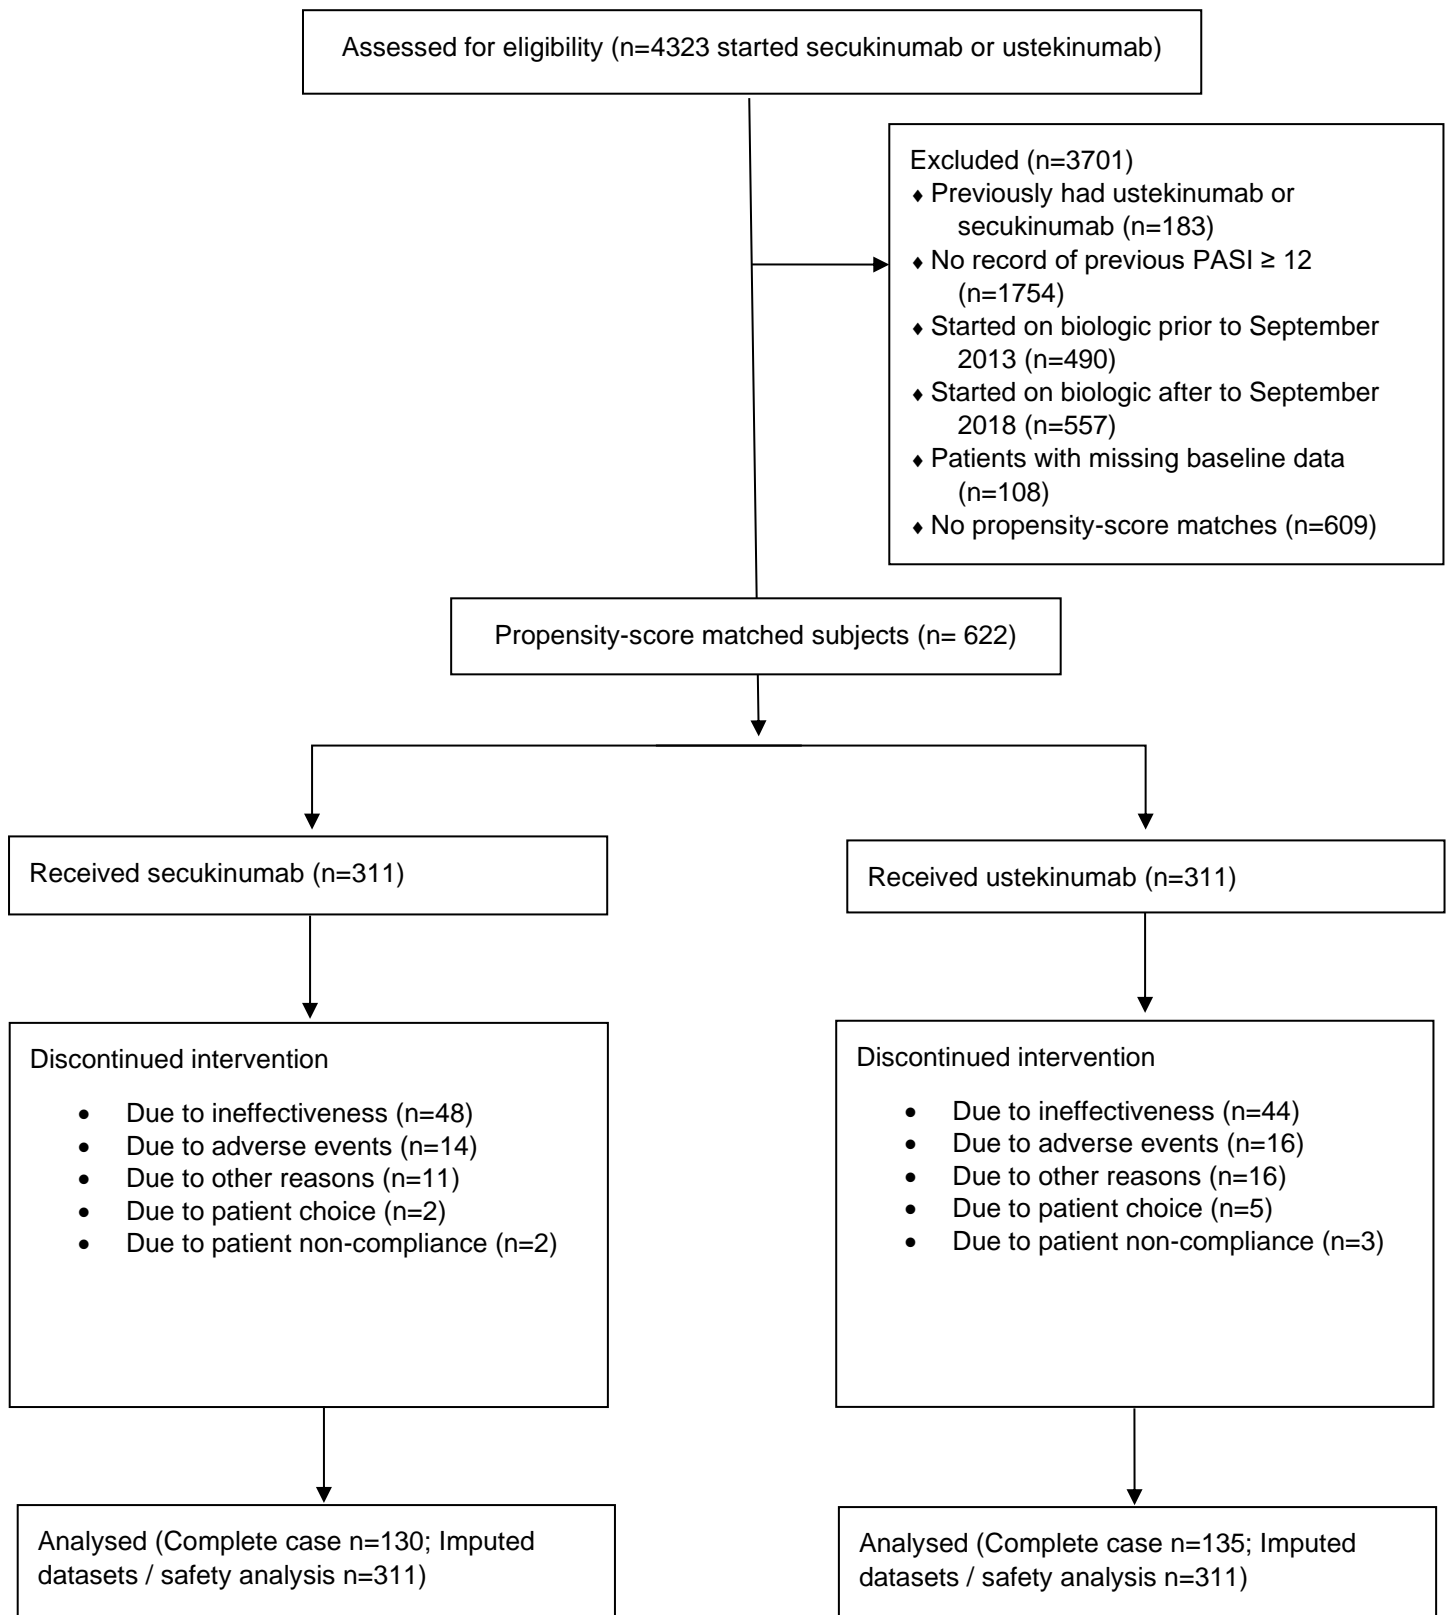 Assessed for eligibility (n=4323 started secukinumab or ustekinumab)
Excluded (n=3701)
♦ Previously had ustekinumab or
secukinumab (n=183)
♦ No record of previous PASI ≥ 12
(n=1754)
♦ Started on biologic prior to September
2013 (n=490)
♦ Started on biologic after to September
2018 (n=557)
♦ Patients with missing baseline data
(n=108)
♦ No propensity-score matches (n=609)
Propensity-score matched subjects (n= 622)
Received secukinumab (n=311)
Received ustekinumab (n=311)
Discontinued intervention
• Due to ineffectiveness (n=48)
• Due to adverse events (n=14)
• Due to other reasons (n=11)
• Due to patient choice (n=2)
• Due to patient non-compliance (n=2)
Discontinued intervention
• Due to ineffectiveness (n=44)
• Due to adverse events (n=16)
• Due to other reasons (n=16)
• Due to patient choice (n=5)
• Due to patient non-compliance (n=3)
Analysed (Complete case n=130; Imputed
datasets / safety analysis n=311)
Analysed (Complete case n=135; Imputed
datasets / safety analysis n=311)